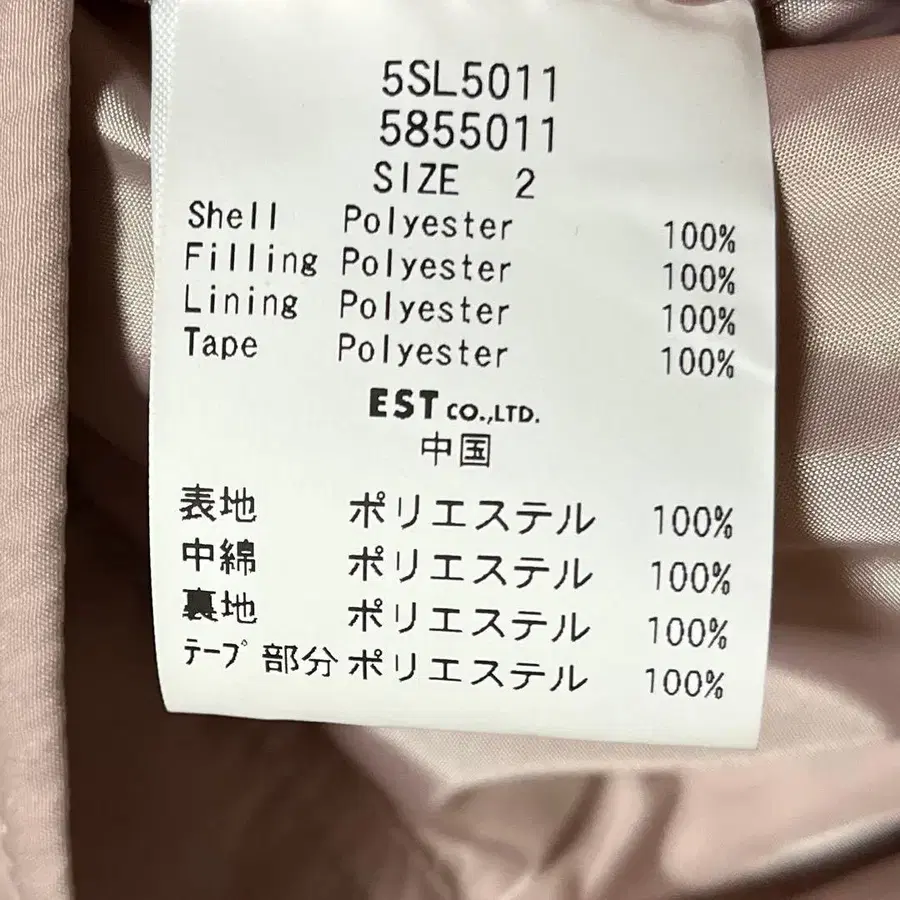 5SL5011
5855011
SIZE 2
Shell Polyester 100%
Filling Polyester 100%
Lining Polyester 100%
Tape Polyester 100%
EST CO.,LTD.
中国
表地 ポリエステル 100%
中綿 ポリエステル 100%
裏地 ポリエステル 100%
テープ部分 ポリエステル 100%